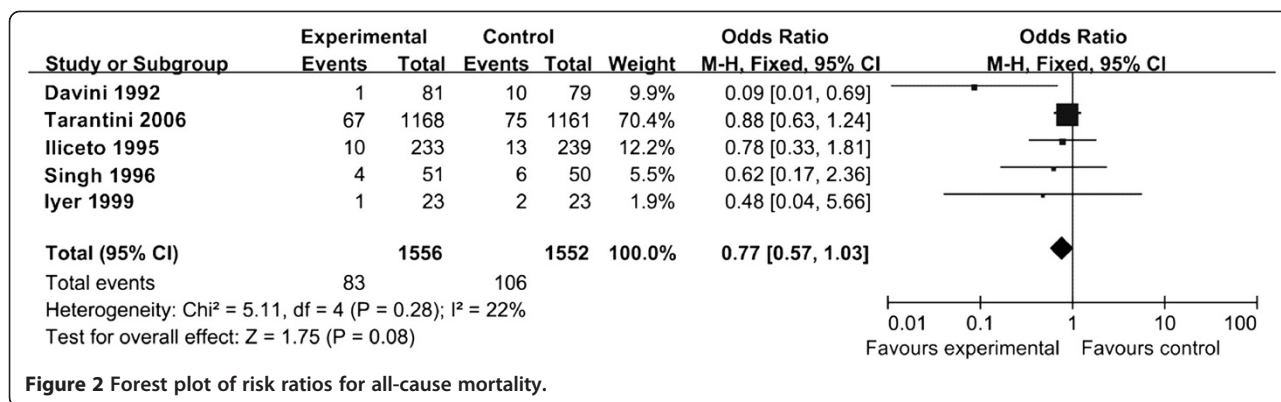 Experimental Control Odds Ratio Odds Ratio
Study or Subgroup Events Total Events Total Weight M-H, Fixed, 95% CI M-H, Fixed, 95% CI
Davini 1992 1 81 10 79 9.9% 0.09 [0.01, 0.69]
Tarantini 2006 67 1168 75 1161 70.4% 0.88 [0.63, 1.24]
Iliceto 1995 10 233 13 239 12.2% 0.78 [0.33, 1.81]
Singh 1996 4 51 6 50 5.5% 0.62 [0.17, 2.36]
Iyer 1999 1 23 2 23 1.9% 0.48 [0.04, 5.66]
Total (95% CI) 1556 1552 100.0% 0.77 [0.57, 1.03]
Total events 83 106
Heterogeneity: Chi² = 5.11, df = 4 (P = 0.28); I² = 22%
Test for overall effect: Z = 1.75 (P = 0.08)
0.01 0.1 1 10 100
Favours experimental Favours control
Figure 2 Forest plot of risk ratios for all-cause mortality.